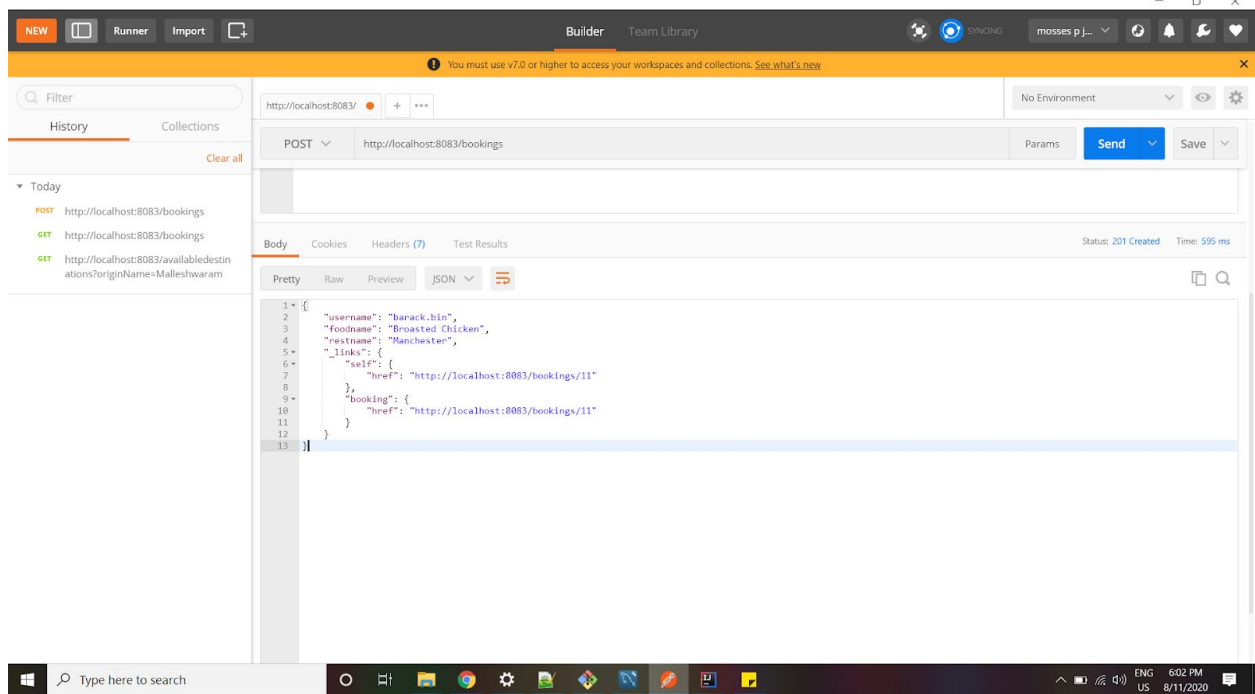 NEW Runner Import Builder Team Library SYNCING mosses p j...
You must use v7.0 or higher to access your workspaces and collections. See what's new
Filter
History Collections
Clear all
Today
POST http://localhost:8083/bookings
GET http://localhost:8083/bookings
GET http://localhost:8083/availabledestin
ations?originName=Malleshwaram
http://localhost:8083/ + ••• No Environment
POST http://localhost:8083/bookings Params Send Save
Body Cookies Headers (7) Test Results Status: 201 Created Time: 595 ms
Pretty Raw Preview JSON
1 {
2 "username": "barack.bin",
3 "foodname": "Broasted Chicken",
4 "restname": "Manchester",
5 "_links": {
6 "self": {
7 "href": "http://localhost:8083/bookings/11"
8 },
9 "booking": {
10 "href": "http://localhost:8083/bookings/11"
11 }
12 }
13 }
Type here to search
ENG 6:02 PM
US 8/11/2020